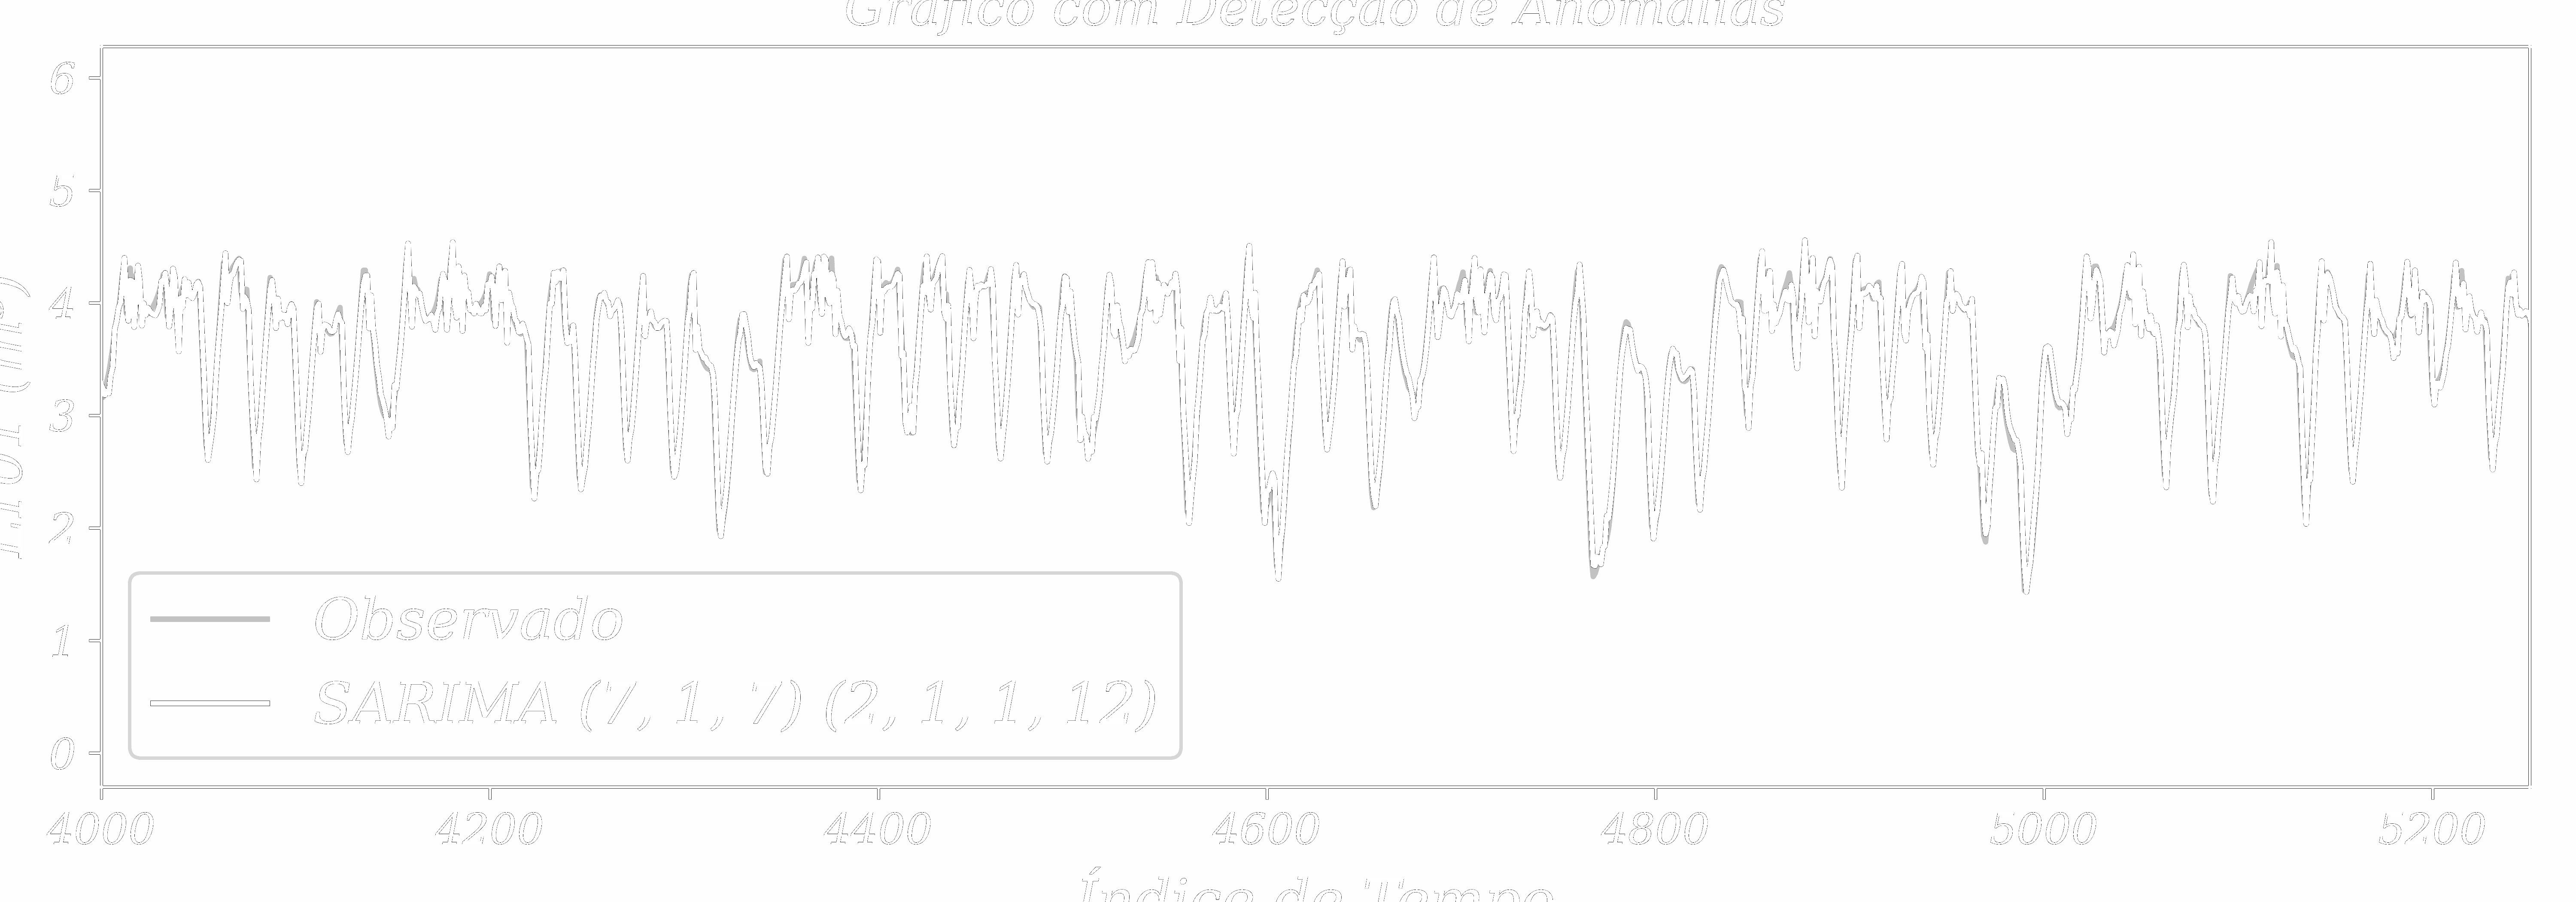 Gráfico com Detecção de Anomalias
6
5
4
3
2
1
0
Observado
SARIMA (7, 1, 7) (2, 1, 1, 12)
4000 4200 4400 4600 4800 5000 5200
Índice de Tempo